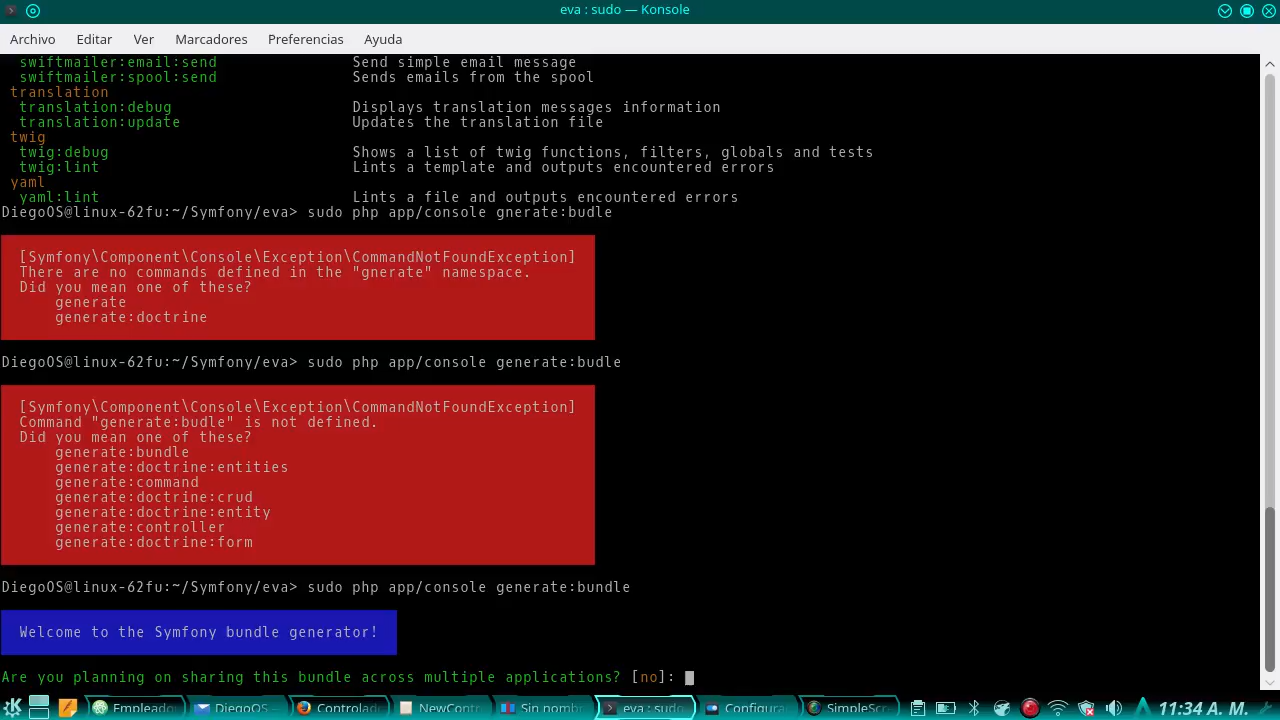 eva : sudo — Konsole
Archivo Editar Ver Marcadores Preferencias Ayuda
swiftmailer:email:send Send simple email message
swiftmailer:spool:send Sends emails from the spool
translation
translation:debug Displays translation messages information
translation:update Updates the translation file
twig
twig:debug Shows a list of twig functions, filters, globals and tests
twig:lint Lints a template and outputs encountered errors
yaml
yaml:lint Lints a file and outputs encountered errors
DiegoOS@linux-62fu:~/Symfony/eva> sudo php app/console gnerate:budle
[Symfony\Component\Console\Exception\CommandNotFoundException]
There are no commands defined in the "gnerate" namespace.
Did you mean one of these?
generate
generate:doctrine
DiegoOS@linux-62fu:~/Symfony/eva> sudo php app/console generate:budle
[Symfony\Component\Console\Exception\CommandNotFoundException]
Command "generate:budle" is not defined.
Did you mean one of these?
generate:bundle
generate:doctrine:entities
generate:command
generate:doctrine:crud
generate:doctrine:entity
generate:controller
generate:doctrine:form
DiegoOS@linux-62fu:~/Symfony/eva> sudo php app/console generate:bundle
Welcome to the Symfony bundle generator!
Are you planning on sharing this bundle across multiple applications? [no]:
Empleador DiegoOS – Controlado NewContr Sin nombr eva : sudo Configura SimpleScr 11:34 A. M.